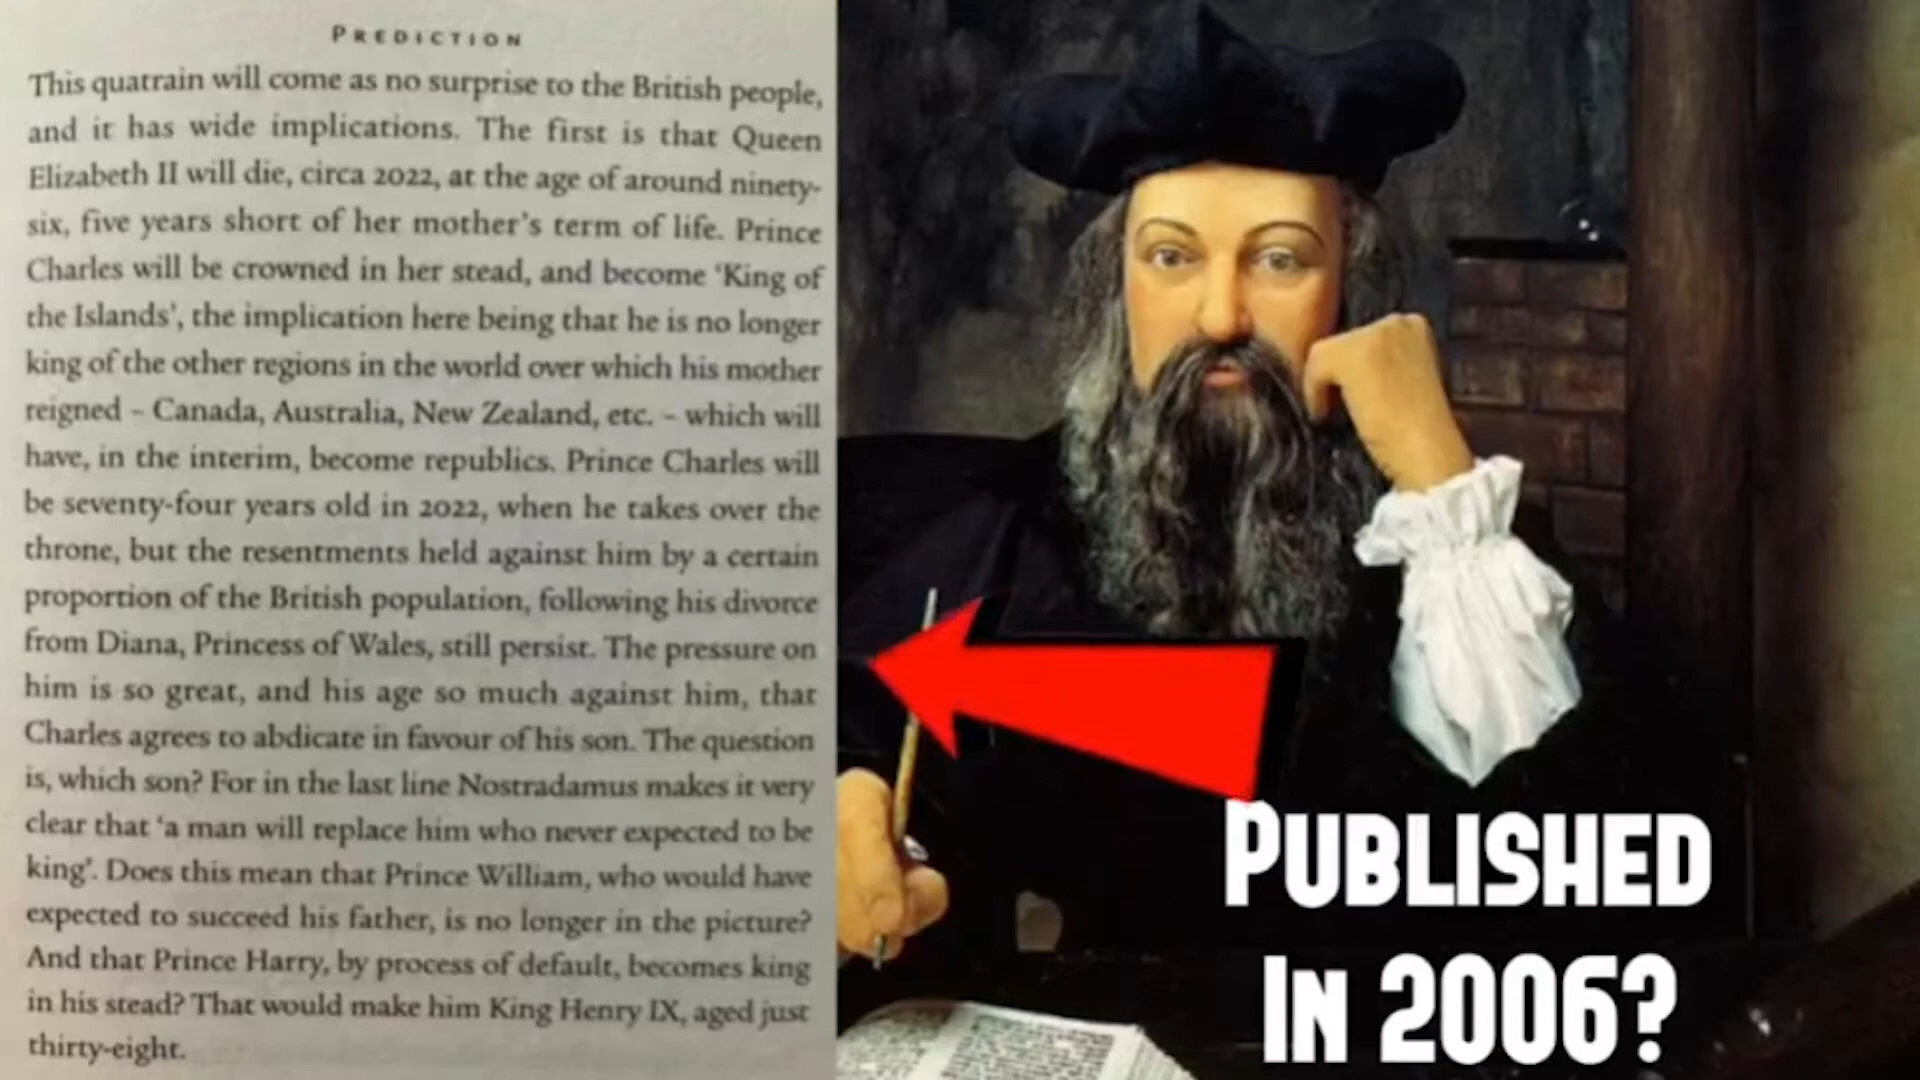 PREDICTION
This quatrain will come as no surprise to the British people,
and it has wide implications. The first is that Queen
Elizabeth II will die, circa 2022, at the age of around ninety-
six, five years short of her mother's term of life. Prince
Charles will be crowned in her stead, and become 'King of
the Islands', the implication here being that he is no longer
king of the other regions in the world over which his mother
reigned – Canada, Australia, New Zealand, etc. – which will
have, in the interim, become republics. Prince Charles will
be seventy-four years old in 2022, when he takes over the
throne, but the resentments held against him by a certain
proportion of the British population, following his divorce
from Diana, Princess of Wales, still persist. The pressure on
him is so great, and his age so much against him, that
Charles agrees to abdicate in favour of his son. The question
is, which son? For in the last line Nostradamus makes it very
clear that 'a man will replace him who never expected to be
king'. Does this mean that Prince William, who would have
expected to succeed his father, is no longer in the picture?
And that Prince Harry, by process of default, becomes king
in his stead? That would make him King Henry IX, aged just
thirty-eight.
PUBLISHED
IN 2006?